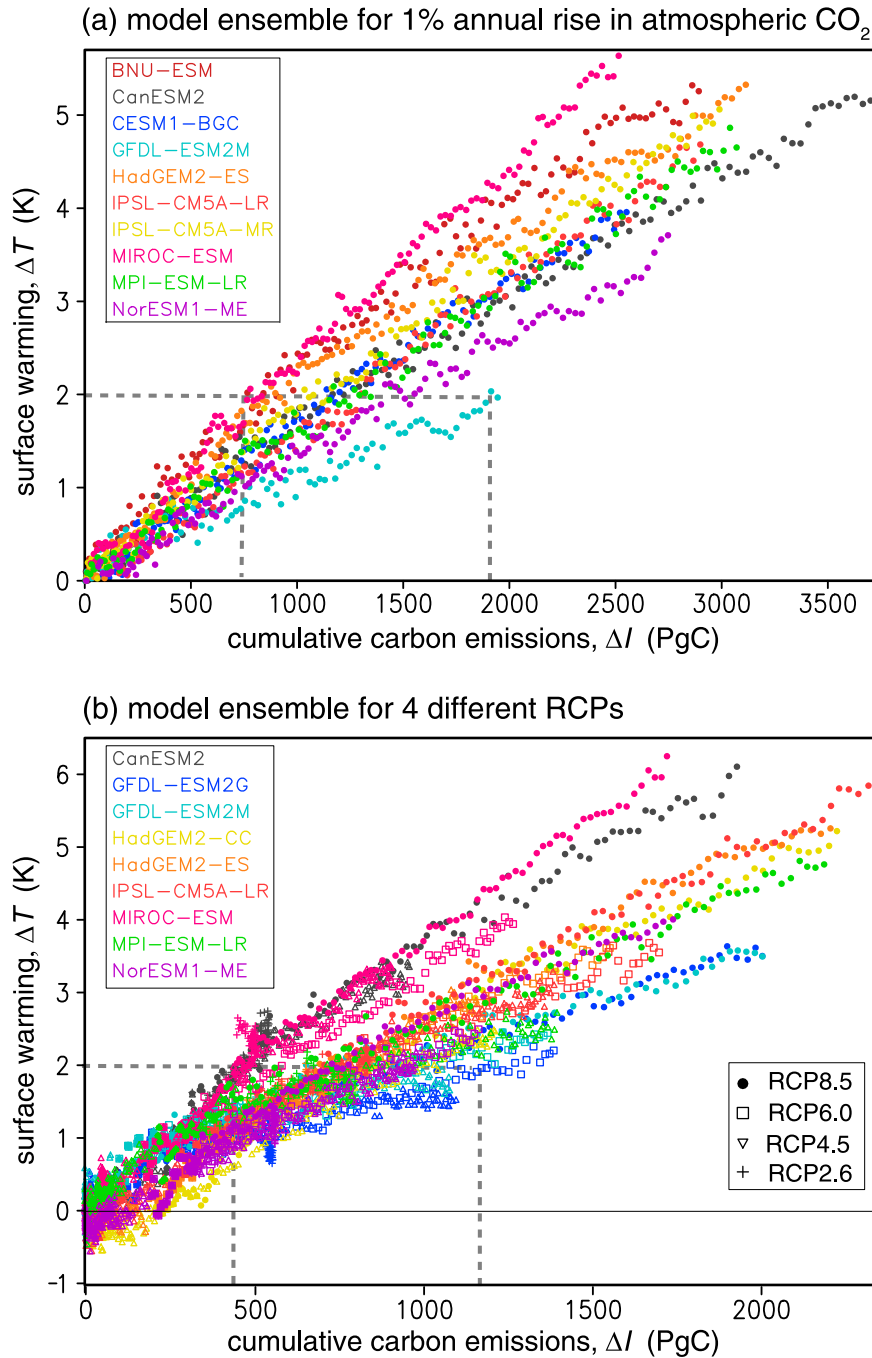 (a) model ensemble for 1% annual rise in atmospheric CO₂
5
4
3
2
1
0
surface warming, ΔT (K)
BNU−ESM
CanESM2
CESM1−BGC
GFDL−ESM2M
HadGEM2−ES
IPSL−CM5A−LR
IPSL−CM5A−MR
MIROC−ESM
MPI−ESM−LR
NorESM1−ME
0 500 1000 1500 2000 2500 3000 3500
cumulative carbon emissions, ΔI (PgC)
(b) model ensemble for 4 different RCPs
6
5
4
3
2
1
0
-1
surface warming, ΔT (K)
CanESM2
GFDL−ESM2G
GFDL−ESM2M
HadGEM2−CC
HadGEM2−ES
IPSL−CM5A−LR
MIROC−ESM
MPI−ESM−LR
NorESM1−ME
RCP8.5
RCP6.0
RCP4.5
RCP2.6
0 500 1000 1500 2000
cumulative carbon emissions, ΔI (PgC)